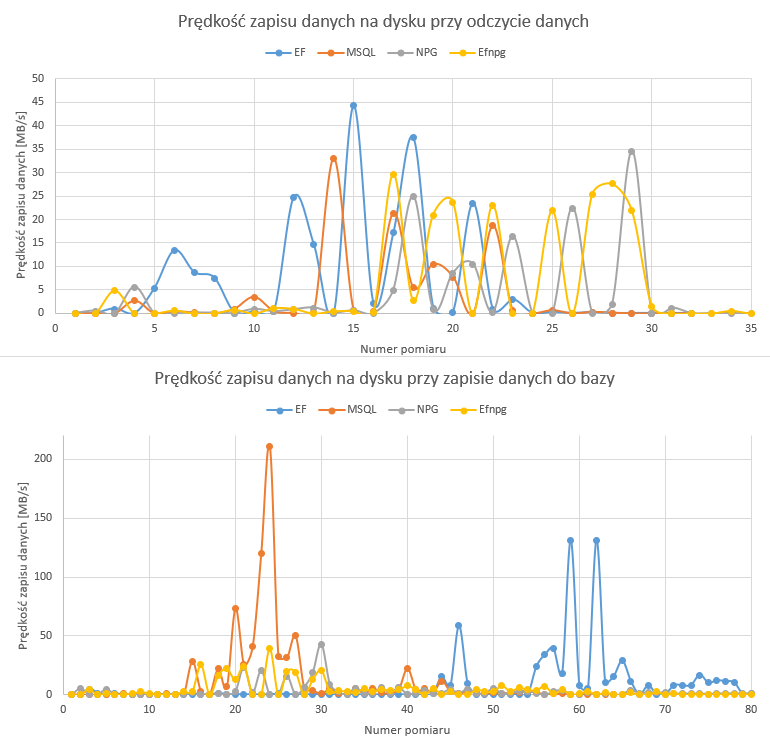 Prędkość zapisu danych na dysku przy odczycie danych
EF MSQL NPG Efnpg
Prędkość zapisu danych [MB/s]
50
45
40
35
30
25
20
15
10
5
0
0 5 10 15 20 25 30 35
Numer pomiaru
Prędkość zapisu danych na dysku przy zapisie danych do bazy
EF MSQL NPG Efnpg
Prędkość zapisu danych [MB/s]
200
150
100
50
0
0 10 20 30 40 50 60 70 80
Numer pomiaru